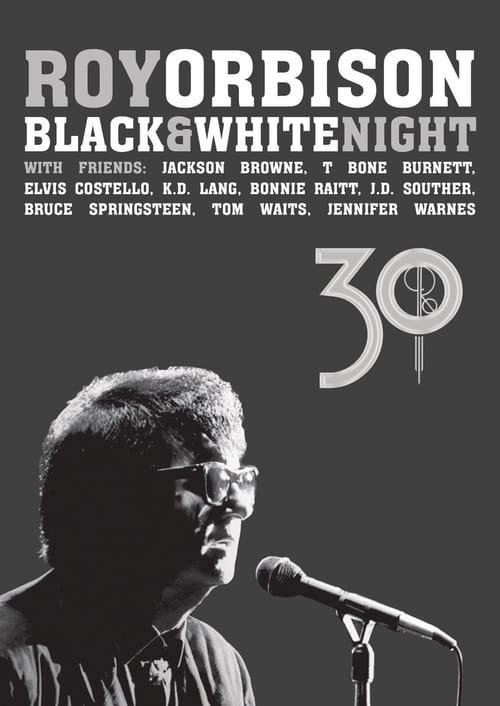 ROYORBISON
BLACK&WHITENIGHT
WITH FRIENDS: JACKSON BROWNE, T BONE BURNETT,
ELVIS COSTELLO, K.D. LANG, BONNIE RAITT, J.D. SOUTHER,
BRUCE SPRINGSTEEN, TOM WAITS, JENNIFER WARNES
30